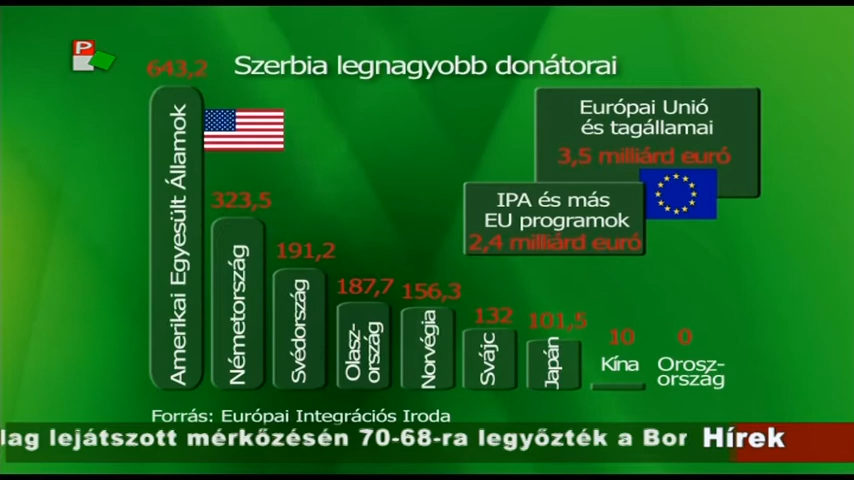 P
Szerbia legnagyobb donátorai
643,2
Amerikai Egyesült Államok
323,5
Németország
191,2
Svédország
187,7
Olasz-
ország
156,3
Norvégia
132
Svájc
101,5
Japán
10
Kína
0
Orosz-
ország
Európai Unió
és tagállamai
3,5 milliárd euró
IPA és más
EU programok
2,4 milliárd euró
Forrás: Európai Integrációs Iroda
lag lejátszott mérkőzésén 70-68-ra legyőzték a Bor
Hírek